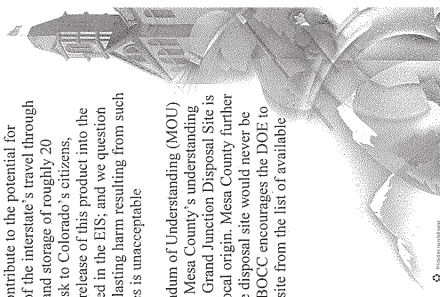 ontribute to the potential for
of the interstate's travel through
and storage of roughly 20
sk to Colorado's citizens,
release of this product into the
ed in the EIS; and we question
lasting harm resulting from such
s is unacceptable
dum of Understanding (MOU)
Mesa County's understanding
Grand Junction Disposal Site is
ocal origin. Mesa County further
e disposal site would never be
BOCC encourages the DOE to
site from the list of available